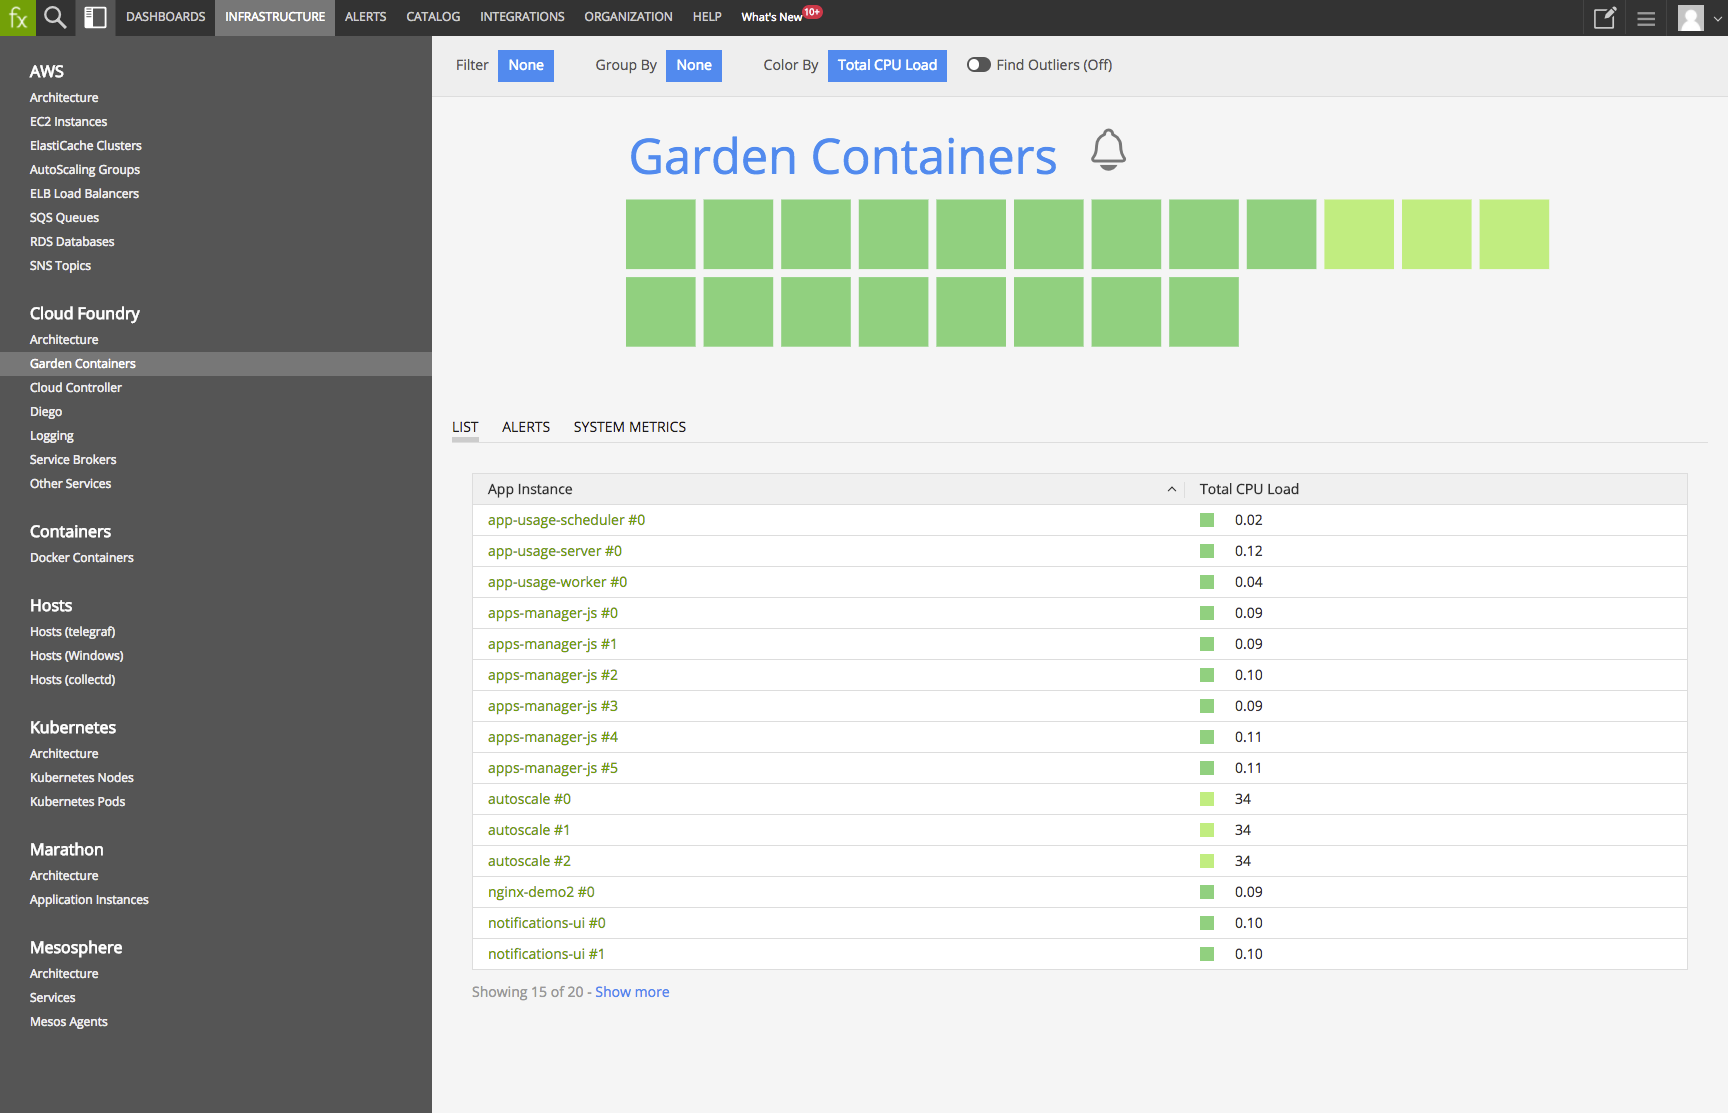 fx DASHBOARDS INFRASTRUCTURE ALERTS CATALOG INTEGRATIONS ORGANIZATION HELP What's New 10+
AWS
Architecture
EC2 Instances
ElastiCache Clusters
AutoScaling Groups
ELB Load Balancers
SQS Queues
RDS Databases
SNS Topics
Cloud Foundry
Architecture
Garden Containers
Cloud Controller
Diego
Logging
Service Brokers
Other Services
Containers
Docker Containers
Hosts
Hosts (telegraf)
Hosts (Windows)
Hosts (collectd)
Kubernetes
Architecture
Kubernetes Nodes
Kubernetes Pods
Marathon
Architecture
Application Instances
Mesosphere
Architecture
Services
Mesos Agents
Filter None Group By None Color By Total CPU Load Find Outliers (Off)
Garden Containers
LIST ALERTS SYSTEM METRICS
App Instance Total CPU Load
app-usage-scheduler #0 0.02
app-usage-server #0 0.12
app-usage-worker #0 0.04
apps-manager-js #0 0.09
apps-manager-js #1 0.09
apps-manager-js #2 0.10
apps-manager-js #3 0.09
apps-manager-js #4 0.11
apps-manager-js #5 0.11
autoscale #0 34
autoscale #1 34
autoscale #2 34
nginx-demo2 #0 0.09
notifications-ui #0 0.10
notifications-ui #1 0.10
Showing 15 of 20 - Show more